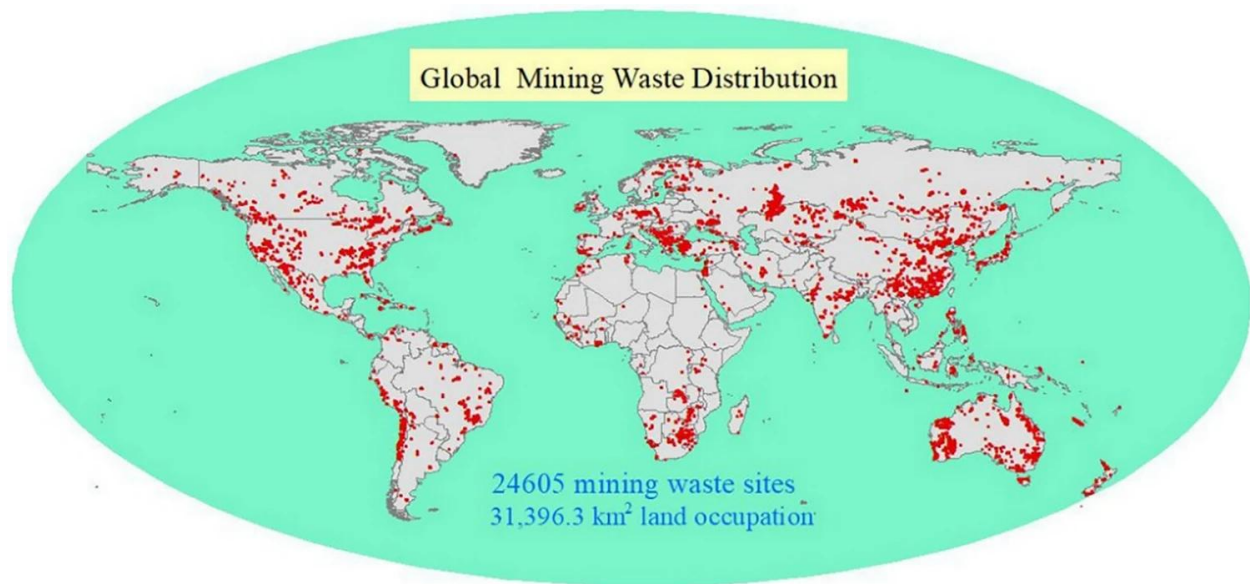 Global Mining Waste Distribution
24605 mining waste sites
31,396.3 km² land occupation